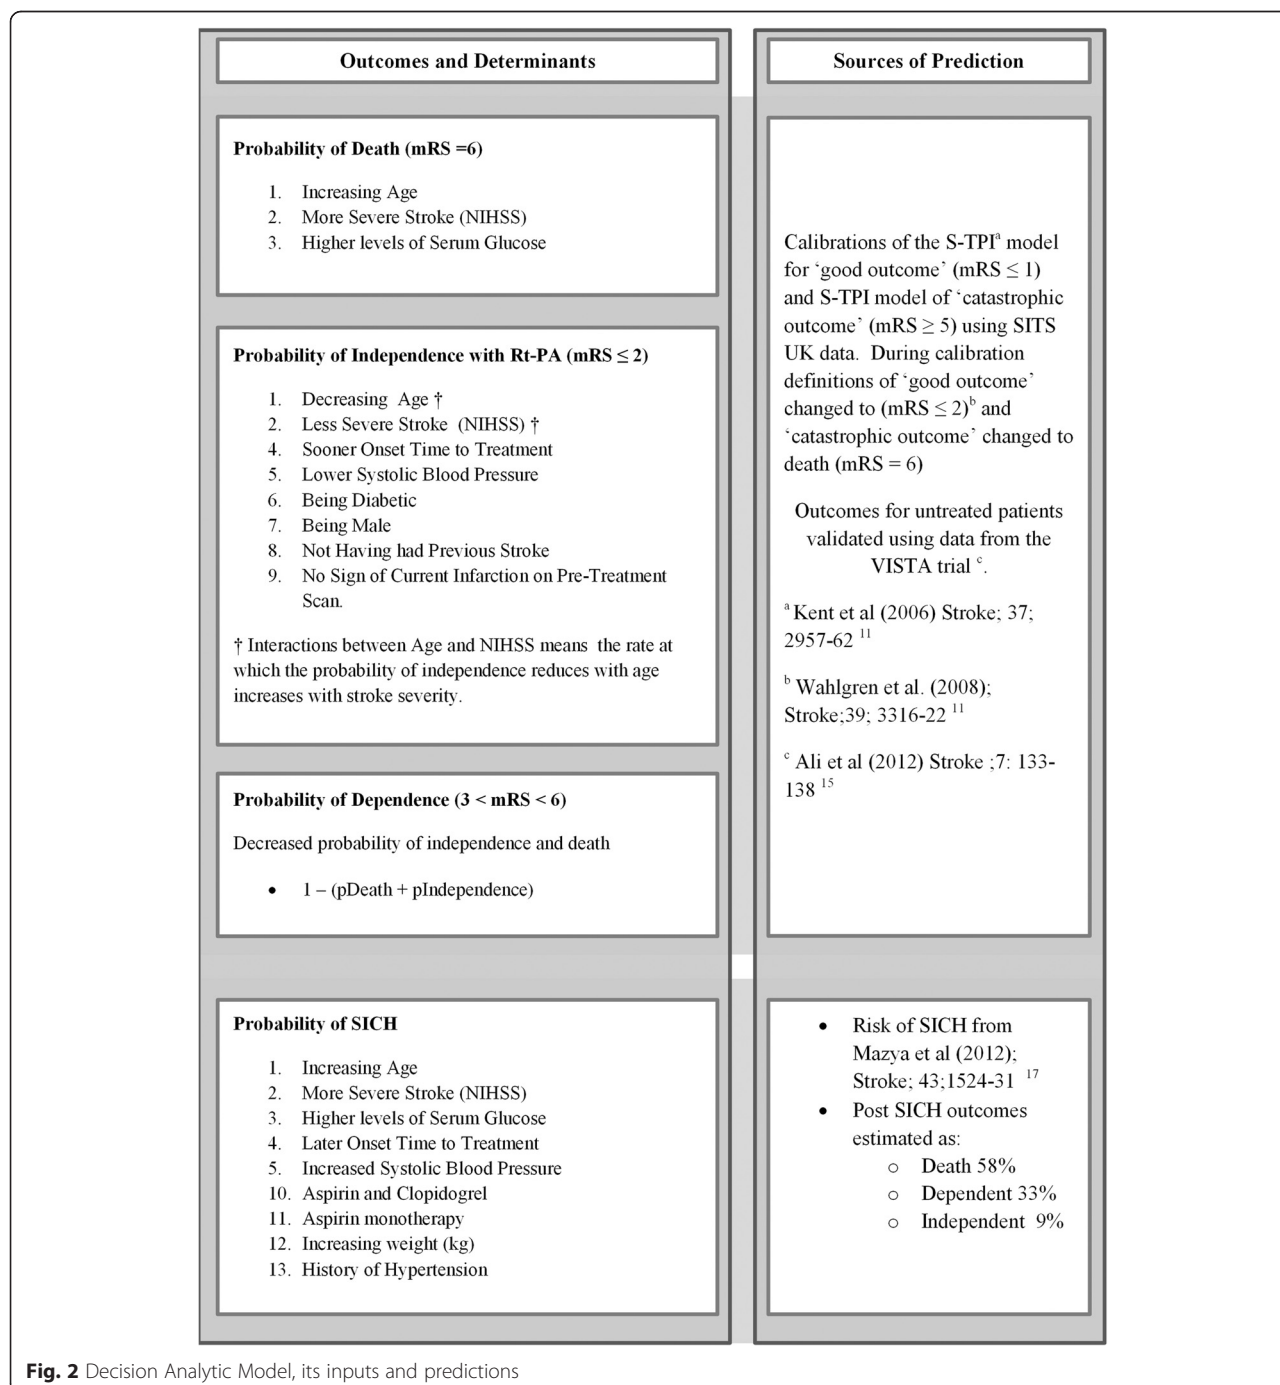 Outcomes and Determinants
Probability of Death (mRS =6)
1. Increasing Age
2. More Severe Stroke (NIHSS)
3. Higher levels of Serum Glucose
Probability of Independence with Rt-PA (mRS ≤ 2)
1. Decreasing Age †
2. Less Severe Stroke (NIHSS) †
4. Sooner Onset Time to Treatment
5. Lower Systolic Blood Pressure
6. Being Diabetic
7. Being Male
8. Not Having had Previous Stroke
9. No Sign of Current Infarction on Pre-Treatment
Scan.
† Interactions between Age and NIHSS means the rate at
which the probability of independence reduces with age
increases with stroke severity.
Probability of Dependence (3 < mRS < 6)
Decreased probability of independence and death
• 1 – (pDeath + pIndependence)
Probability of SICH
1. Increasing Age
2. More Severe Stroke (NIHSS)
3. Higher levels of Serum Glucose
4. Later Onset Time to Treatment
5. Increased Systolic Blood Pressure
10. Aspirin and Clopidogrel
11. Aspirin monotherapy
12. Increasing weight (kg)
13. History of Hypertension
Sources of Prediction
Calibrations of the S-TPIᵃ model
for ‘good outcome’ (mRS ≤ 1)
and S-TPI model of ‘catastrophic
outcome’ (mRS ≥ 5) using SITS
UK data. During calibration
definitions of ‘good outcome’
changed to (mRS ≤ 2)ᵇ and
‘catastrophic outcome’ changed to
death (mRS = 6)
Outcomes for untreated patients
validated using data from the
VISTA trial ᶜ.
ᵃ Kent et al (2006) Stroke; 37;
2957-62 ¹¹
ᵇ Wahlgren et al. (2008);
Stroke;39; 3316-22 ¹¹
ᶜ Ali et al (2012) Stroke ;7: 133-
138 ¹⁵
• Risk of SICH from
Mazya et al (2012);
Stroke; 43;1524-31 ¹⁷
• Post SICH outcomes
estimated as:
o Death 58%
o Dependent 33%
o Independent 9%
Fig. 2 Decision Analytic Model, its inputs and predictions